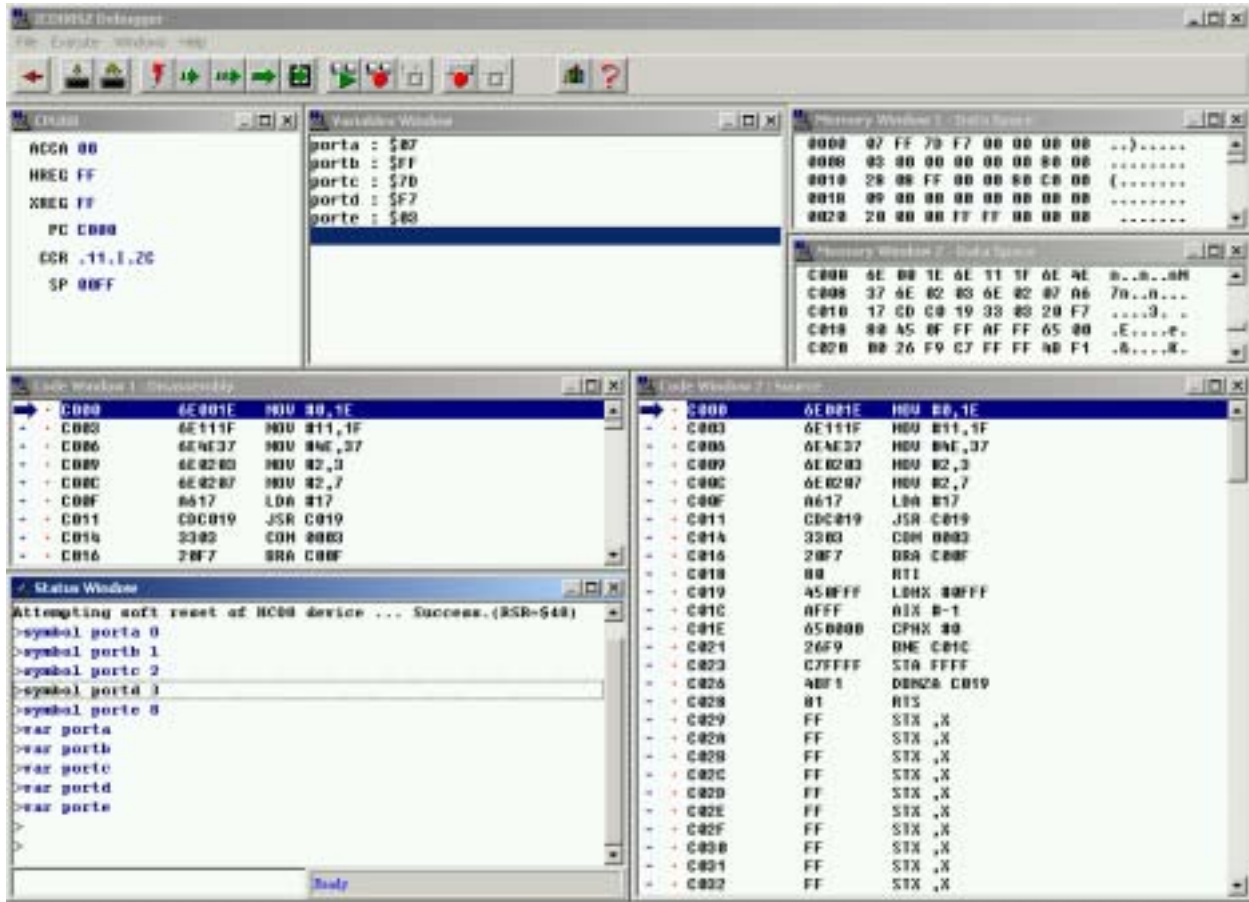 ICD08SZ Debugger
File Execute Windows Help
CPU08
ACCA 00
HREG FF
XREG FF
PC C000
CCR .11.I.ZC
SP 00FF
Variables Window
porta : $07
portb : $FF
portc : $7D
portd : $F7
porte : $03
Memory Window 1 : Data Space
0000 07 FF 7D F7 00 00 00 00 ..).....
0008 03 00 00 00 00 00 80 00 ........
0010 28 08 FF 00 00 80 C0 00 (.......
0018 09 00 00 00 00 00 00 00 ........
0020 20 00 00 FF FF 00 00 00 .......
Memory Window 2 : Data Space
C000 6E 00 1E 6E 11 1F 6E 4E n..n..nN
C008 37 6E 02 03 6E 02 07 A6 7n..n...
C010 17 CD C0 19 33 03 20 F7 ....3. .
C018 80 45 0F FF AF FF 65 00 .E....e.
C020 00 26 F9 C7 FF FF 4B F1 .&....K.
Code Window 1 : Disassembly
C000 6E001E MOV #0,1E
C003 6E111F MOV #11,1F
C006 6E4E37 MOV #4E,37
C009 6E0203 MOV #2,3
C00C 6E0207 MOV #2,7
C00F A617 LDA #17
C011 CDC019 JSR C019
C014 3303 COM 0003
C016 20F7 BRA C00F
Status Window
Attempting soft reset of HC08 device ... Success.(RSR=$40)
>symbol porta 0
>symbol portb 1
>symbol portc 2
>symbol portd 3
>symbol porte 8
>var porta
>var portb
>var portc
>var portd
>var porte
>
>
Ready
Code Window 2 : Source
C000 6E001E MOV #0,1E
C003 6E111F MOV #11,1F
C006 6E4E37 MOV #4E,37
C009 6E0203 MOV #2,3
C00C 6E0207 MOV #2,7
C00F A617 LDA #17
C011 CDC019 JSR C019
C014 3303 COM 0003
C016 20F7 BRA C00F
C018 80 RTI
C019 450FFF LDHX #0FFF
C01C AFFF AIX #-1
C01E 650000 CPHX #0
C021 26F9 BNE C01C
C023 C7FFFF STA FFFF
C026 4BF1 DBNZA C019
C028 81 RTS
C029 FF STX ,X
C02A FF STX ,X
C02B FF STX ,X
C02C FF STX ,X
C02D FF STX ,X
C02E FF STX ,X
C02F FF STX ,X
C030 FF STX ,X
C031 FF STX ,X
C032 FF STX ,X